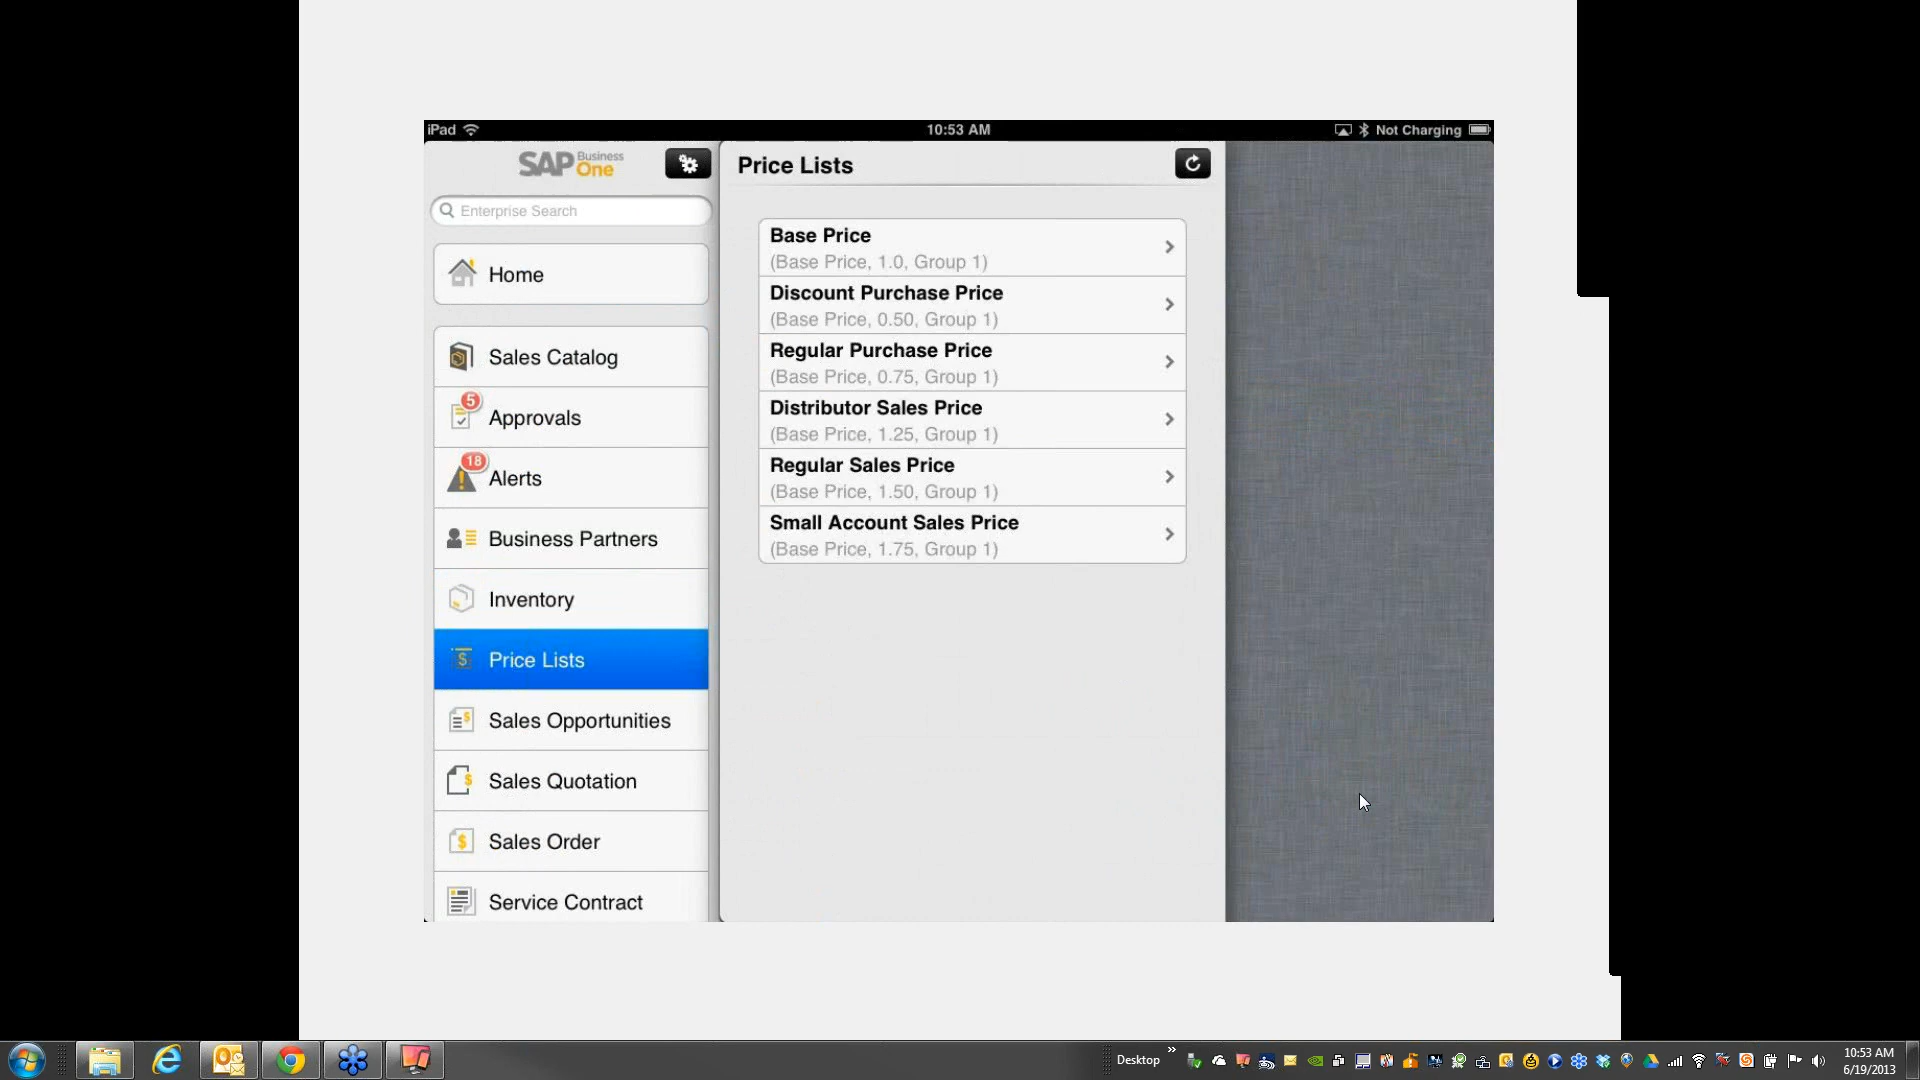 iPad
10:53 AM
Not Charging
SAP Business One
Enterprise Search
Home
Sales Catalog
5
Approvals
18
Alerts
Business Partners
Inventory
Price Lists
Sales Opportunities
Sales Quotation
Sales Order
Service Contract
Price Lists
Base Price
(Base Price, 1.0, Group 1)
Discount Purchase Price
(Base Price, 0.50, Group 1)
Regular Purchase Price
(Base Price, 0.75, Group 1)
Distributor Sales Price
(Base Price, 1.25, Group 1)
Regular Sales Price
(Base Price, 1.50, Group 1)
Small Account Sales Price
(Base Price, 1.75, Group 1)
Desktop
10:53 AM
6/19/2013